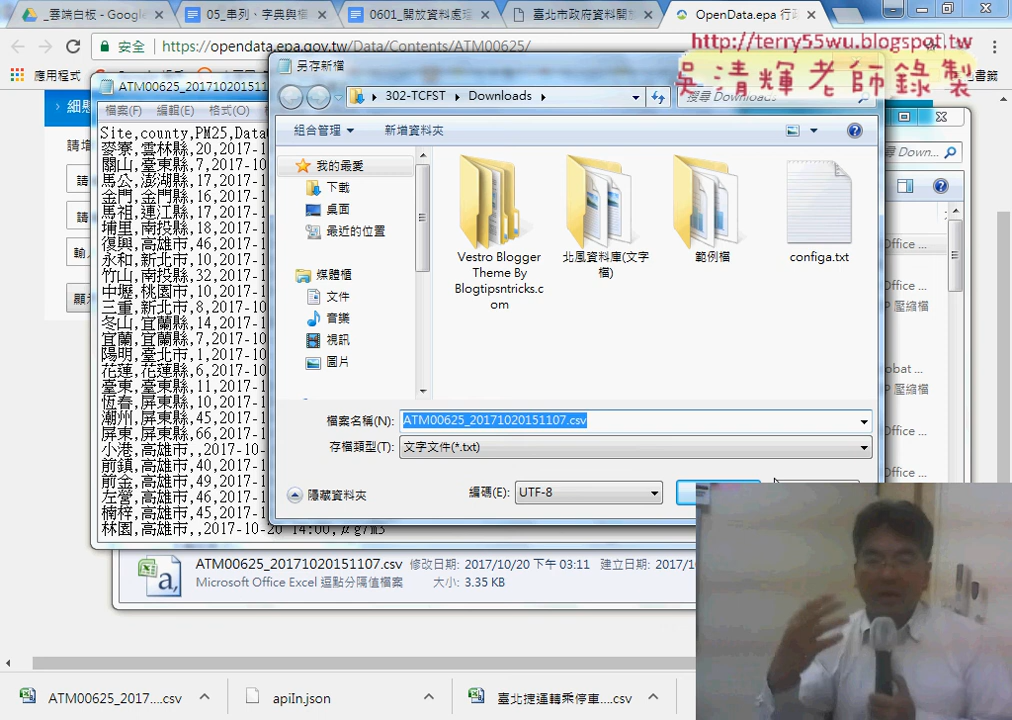 _雲端白板 - Goog
05_串列、字典與檔
0601_開放資料處理
臺北市政府資料開
OpenData.epa 行政
安全
https://opendata.epa.gov.tw/Data/Contents/ATM00625/
http://terry55wu.blogspot.tw
吳清輝老師錄製
應用程式
書籤
ATM00625_201710201511
檔案(F) 編輯(E) 格式(O)
Site,county,PM25,Data
麥寮,雲林縣,20,2017-1
關山,臺東縣,7,2017-10
馬公,澎湖縣,17,2017-1
金門,金門縣,16,2017-1
馬祖,連江縣,17,2017-1
埔里,南投縣,18,2017-1
復興,高雄市,46,2017-1
永和,新北市,10,2017-1
竹山,南投縣,32,2017-1
中壢,桃園市,10,2017-1
三重,新北市,8,2017-10
冬山,宜蘭縣,14,2017-1
宜蘭,宜蘭縣,7,2017-10
陽明,臺北市,1,2017-10
花蓮,花蓮縣,6,2017-10
臺東,臺東縣,11,2017-1
恆春,屏東縣,10,2017-1
潮州,屏東縣,45,2017-1
屏東,屏東縣,66,2017-1
小港,高雄市,,2017-10-
前鎮,高雄市,40,2017-1
前金,高雄市,49,2017-1
左營,高雄市,46,2017-1
楠梓,高雄市,45,2017-1
林園,高雄市,,2017-10-20 14:00,μg/m3
另存新檔
302-TCFST
Downloads
搜尋 Downloads
組合管理
新增資料夾
我的最愛
下載
桌面
最近的位置
媒體櫃
文件
音樂
視訊
圖片
Vestro Blogger
Theme By
Blogtipsntricks.c
om
北風資料庫(文字
檔)
範例檔
configa.txt
檔案名稱(N):
ATM00625_20171020151107.csv
存檔類型(T):
文字文件(*.txt)
隱藏資料夾
編碼(E):
UTF-8
Down...
Office ...
Office ...
P 壓縮檔
obat ...
P 壓縮檔
Office ...
Office ...
ATM00625_20171020151107.csv
修改日期: 2017/10/20 下午 03:11
建立日期: 2017/10
Microsoft Office Excel 逗點分隔值檔案
大小: 3.35 KB
ATM00625_2017....csv
apiIn.json
臺北捷運轉乘停車....csv